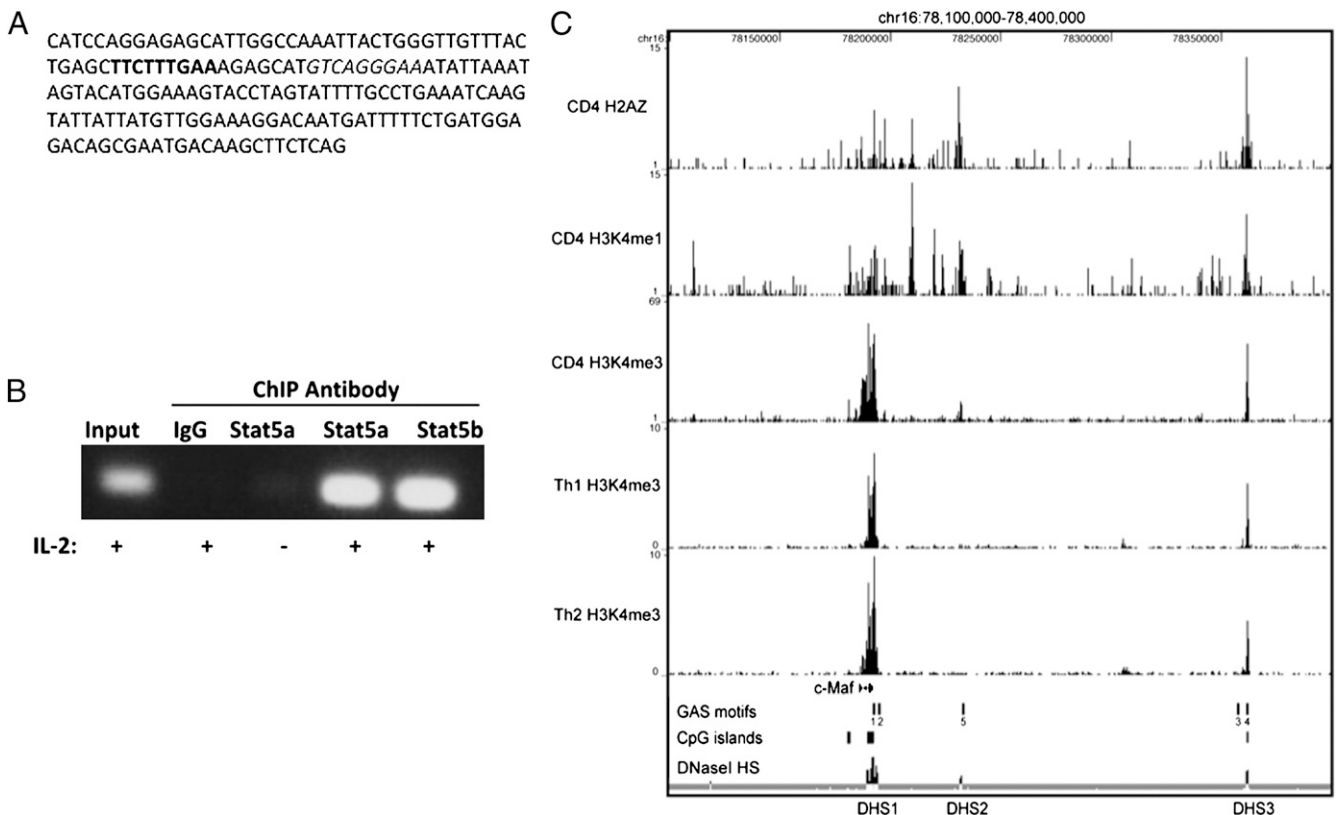 A
CATCCAGGAGAGCATTGGCCAAATTACTGGGTTGTTTAC
TGAGCTTCTTTGAAAGAGCATGTCAGGGAAATATTAAAT
AGTACATGGAAAGTACCTAGTATTTTGCCTGAAATCAAG
TATTATTATGTTGGAAAGGACAATGATTTTTCTGATGGA
GACAGCGAATGACAAGCTTCTCAG
B
ChIP Antibody
Input IgG Stat5a Stat5a Stat5b
IL-2: + + - + +
C
chr16:78,100,000-78,400,000
chr16: 78150000 78200000 78250000 78300000 78350000
15
CD4 H2AZ
1
15
CD4 H3K4me1
1
69
CD4 H3K4me3
1
10
Th1 H3K4me3
0
10
Th2 H3K4me3
0
c-Maf
GAS motifs
1 2 5 3 4
CpG islands
DNaseI HS
DHS1 DHS2 DHS3